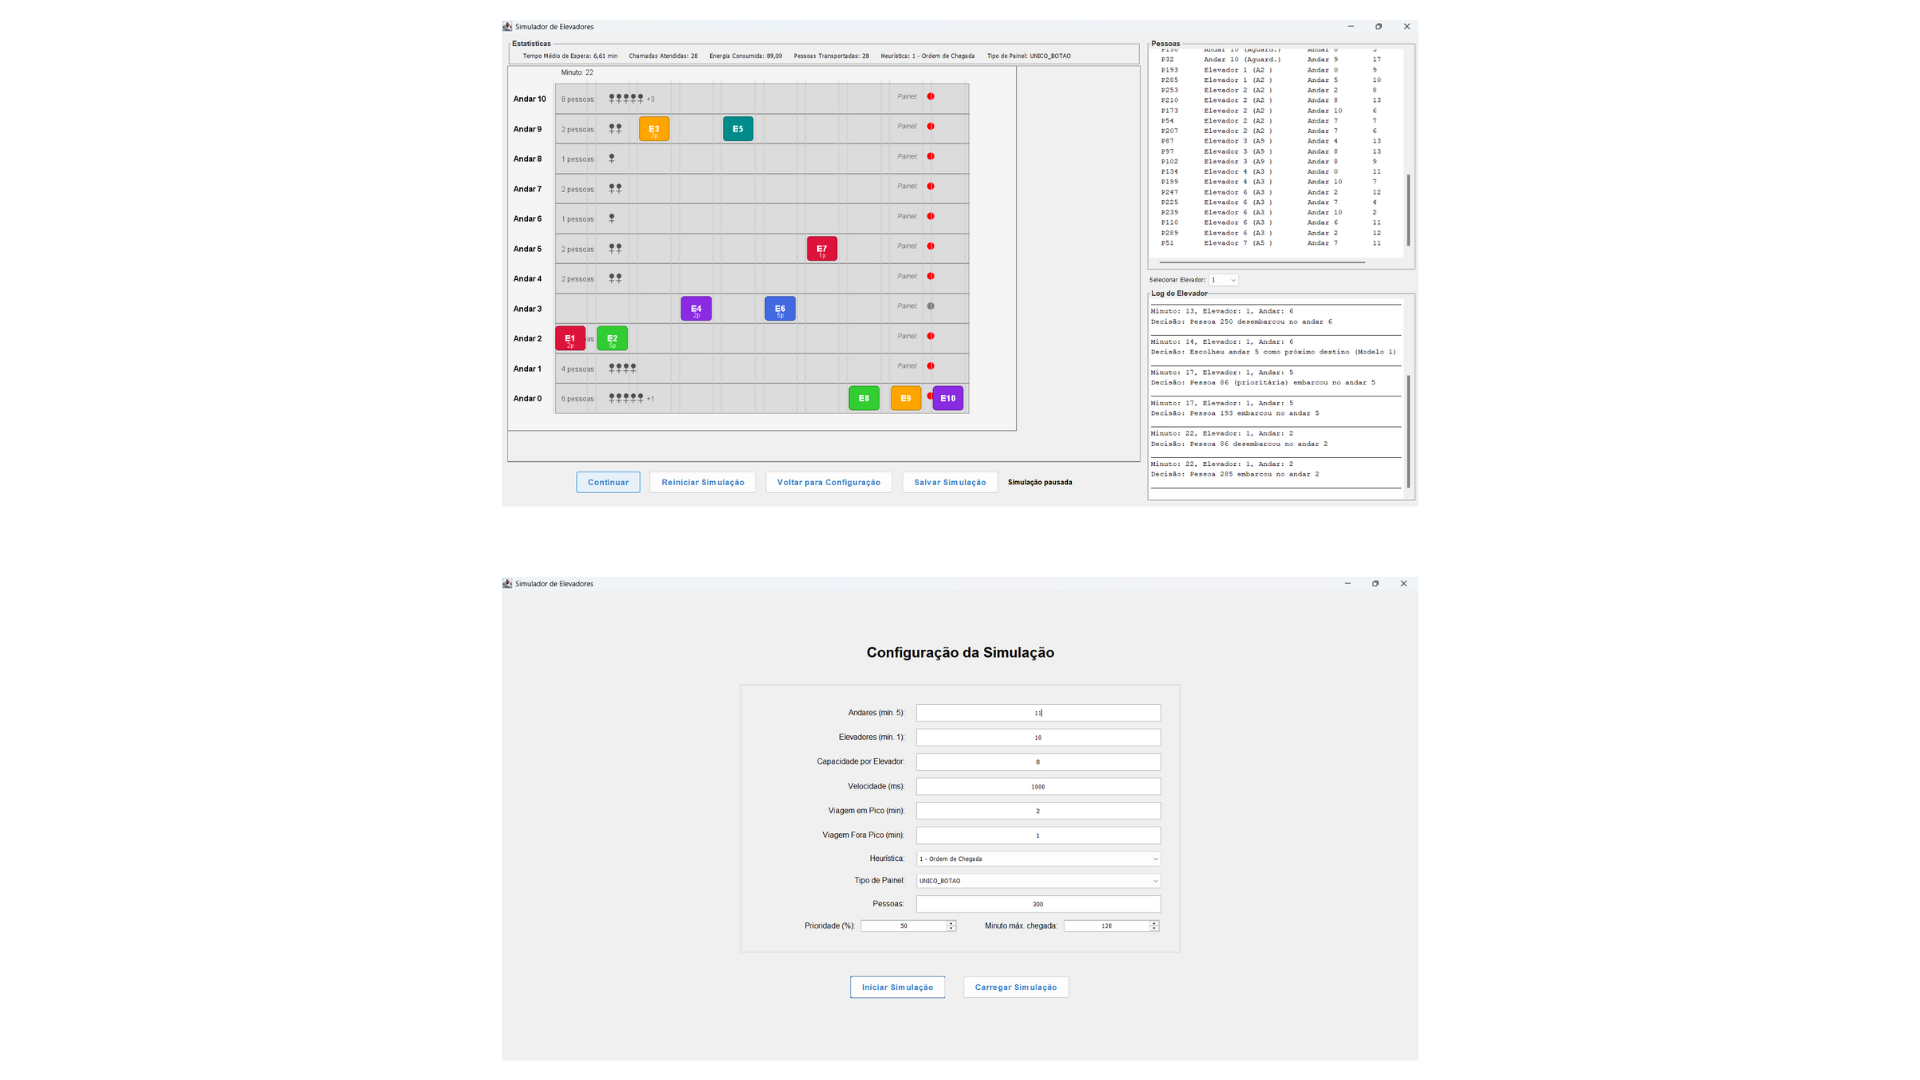 Simulador de Elevadores
Estatísticas
Tempo Médio de Espera: 6,61 min Chamadas Atendidas: 28 Energia Consumida: 89,00 Pessoas Transportadas: 28 Heurística: 1 - Ordem de Chegada Tipo de Painel: UNICO_BOTAO
Minuto: 22
Andar 10 8 pessoas +3 Painel:
Andar 9 2 pessoas E3 E5 Painel:
Andar 8 1 pessoas Painel:
Andar 7 2 pessoas Painel:
Andar 6 1 pessoas Painel:
Andar 5 2 pessoas E7 1p Painel:
Andar 4 2 pessoas Painel:
Andar 3 E4 2p E6 5p Painel:
Andar 2 E1 2p E2 5p Painel:
Andar 1 4 pessoas Painel:
Andar 0 6 pessoas +1 E8 E9 E10
Continuar Reiniciar Simulação Voltar para Configuração Salvar Simulação Simulação pausada
Pessoas
P32 Andar 10 (Aguard.) Andar 9 17
P193 Elevador 1 (A2 ) Andar 0 9
P285 Elevador 1 (A2 ) Andar 5 10
P253 Elevador 2 (A2 ) Andar 2 8
P210 Elevador 2 (A2 ) Andar 8 13
P173 Elevador 2 (A2 ) Andar 10 6
P54 Elevador 2 (A2 ) Andar 7 7
P207 Elevador 2 (A2 ) Andar 7 6
P87 Elevador 3 (A9 ) Andar 4 13
P97 Elevador 3 (A9 ) Andar 8 13
P102 Elevador 3 (A9 ) Andar 8 9
P134 Elevador 4 (A3 ) Andar 0 11
P199 Elevador 4 (A3 ) Andar 10 7
P247 Elevador 6 (A3 ) Andar 2 12
P225 Elevador 6 (A3 ) Andar 7 4
P239 Elevador 6 (A3 ) Andar 10 2
P110 Elevador 6 (A3 ) Andar 6 11
P289 Elevador 6 (A3 ) Andar 2 12
P51 Elevador 7 (A5 ) Andar 7 11
Selecionar Elevador: 1
Log do Elevador
Minuto: 13, Elevador: 1, Andar: 6
Decisão: Pessoa 250 desembarcou no andar 6
Minuto: 14, Elevador: 1, Andar: 6
Decisão: Escolheu andar 5 como próximo destino (Modelo 1)
Minuto: 17, Elevador: 1, Andar: 5
Decisão: Pessoa 86 (prioritária) embarcou no andar 5
Minuto: 17, Elevador: 1, Andar: 5
Decisão: Pessoa 193 embarcou no andar 5
Minuto: 22, Elevador: 1, Andar: 2
Decisão: Pessoa 86 desembarcou no andar 2
Minuto: 22, Elevador: 1, Andar: 2
Decisão: Pessoa 285 embarcou no andar 2
Simulador de Elevadores
Configuração da Simulação
Andares (mín. 5): 11
Elevadores (mín. 1): 10
Capacidade por Elevador: 8
Velocidade (ms): 1000
Viagem em Pico (min): 2
Viagem Fora Pico (min): 1
Heurística: 1 - Ordem de Chegada
Tipo de Painel: UNICO_BOTAO
Pessoas: 300
Prioridade (%): 50 Minuto máx. chegada: 120
Iniciar Simulação Carregar Simulação